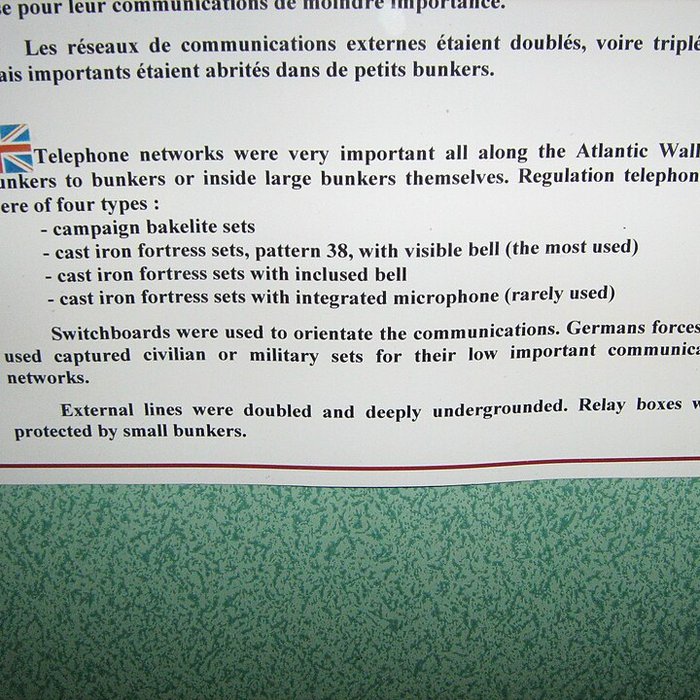 se pour leur communications de moindre importance.
Les réseaux de communications externes étaient doublés, voire triplé
ais importants étaient abrités dans de petits bunkers.
Telephone networks were very important all along the Atlantic Wall
unkers to bunkers or inside large bunkers themselves. Regulation telephon
ere of four types :
- campaign bakelite sets
- cast iron fortress sets, pattern 38, with visible bell (the most used)
- cast iron fortress sets with inclused bell
- cast iron fortress sets with integrated microphone (rarely used)
Switchboards were used to orientate the communications. Germans forces
used captured civilian or military sets for their low important communica
networks.
External lines were doubled and deeply undergrounded. Relay boxes w
protected by small bunkers.